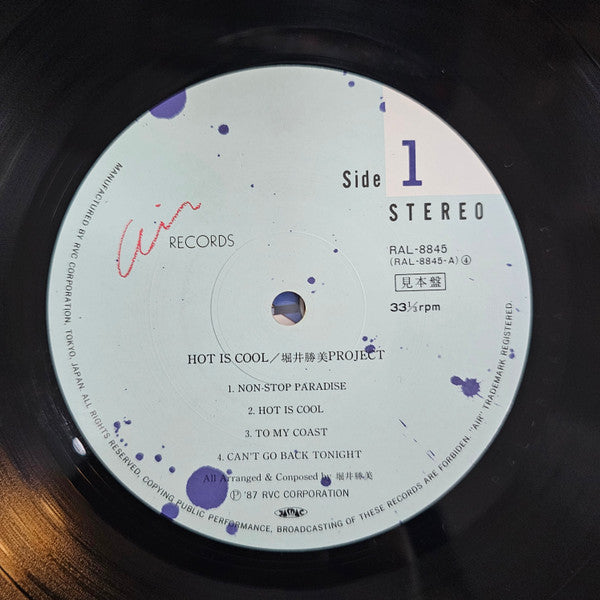 Side 1
STEREO
Air RECORDS
RAL-8845
(RAL-8845-A) ④
見本盤
33⅓rpm
HOT IS COOL／堀井勝美PROJECT
1. NON-STOP PARADISE
2. HOT IS COOL
3. TO MY COAST
4. CAN'T GO BACK TONIGHT
All Arranged & Conposed by 堀井勝美
Ⓟ '87 RVC CORPORATION
JASRAC
MANUFACTURED BY RVC CORPORATION, TOKYO, JAPAN. ALL RIGHTS RESERVED. COPYING PUBLIC PERFORMANCE, BROADCASTING OF THESE RECORDS ARE FORBIDEN. "AIR" TRADEMARK REGISTERED.